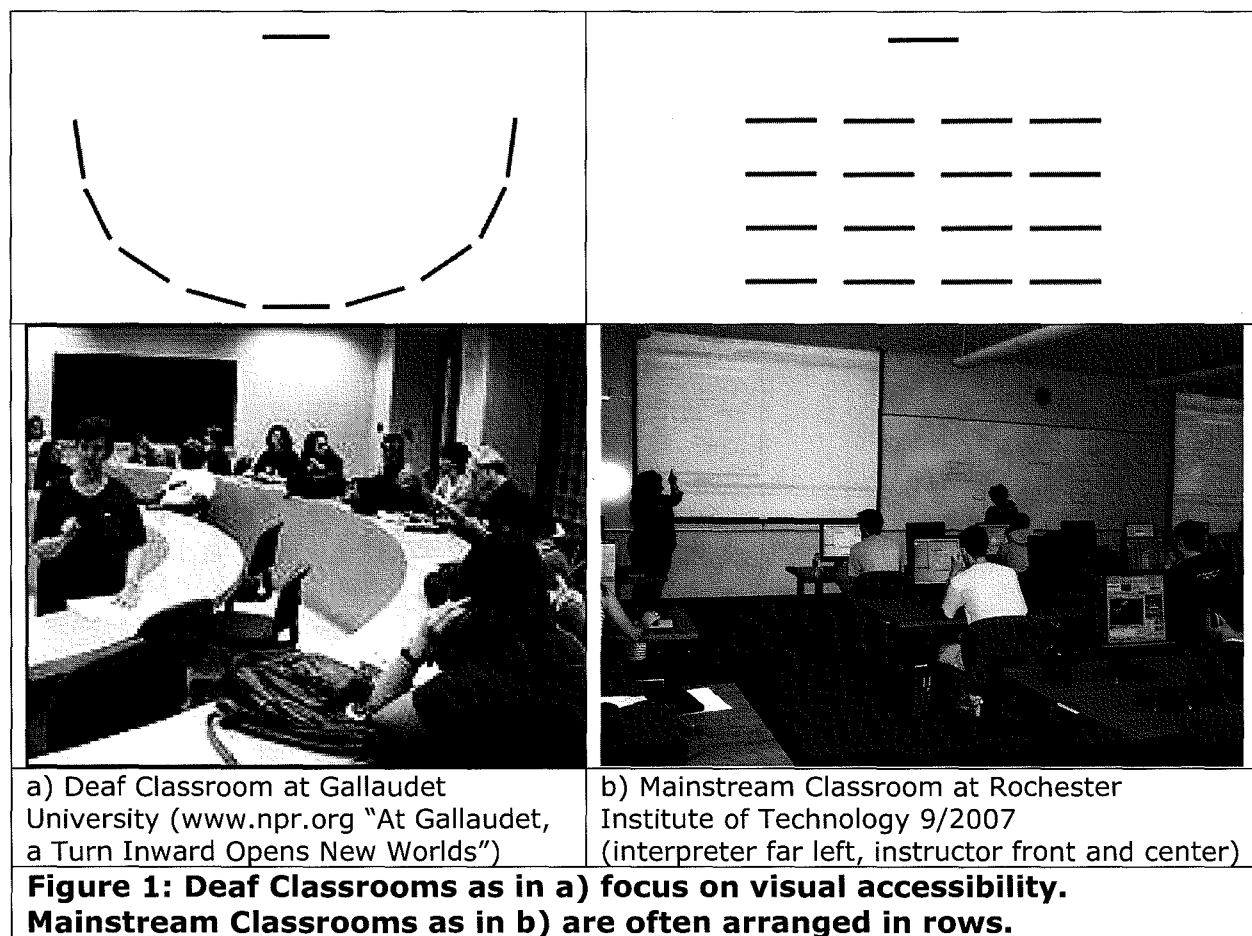 a) Deaf Classroom at Gallaudet
University (www.npr.org “At Gallaudet,
a Turn Inward Opens New Worlds”)
b) Mainstream Classroom at Rochester
Institute of Technology 9/2007
(interpreter far left, instructor front and center)
Figure 1: Deaf Classrooms as in a) focus on visual accessibility.
Mainstream Classrooms as in b) are often arranged in rows.